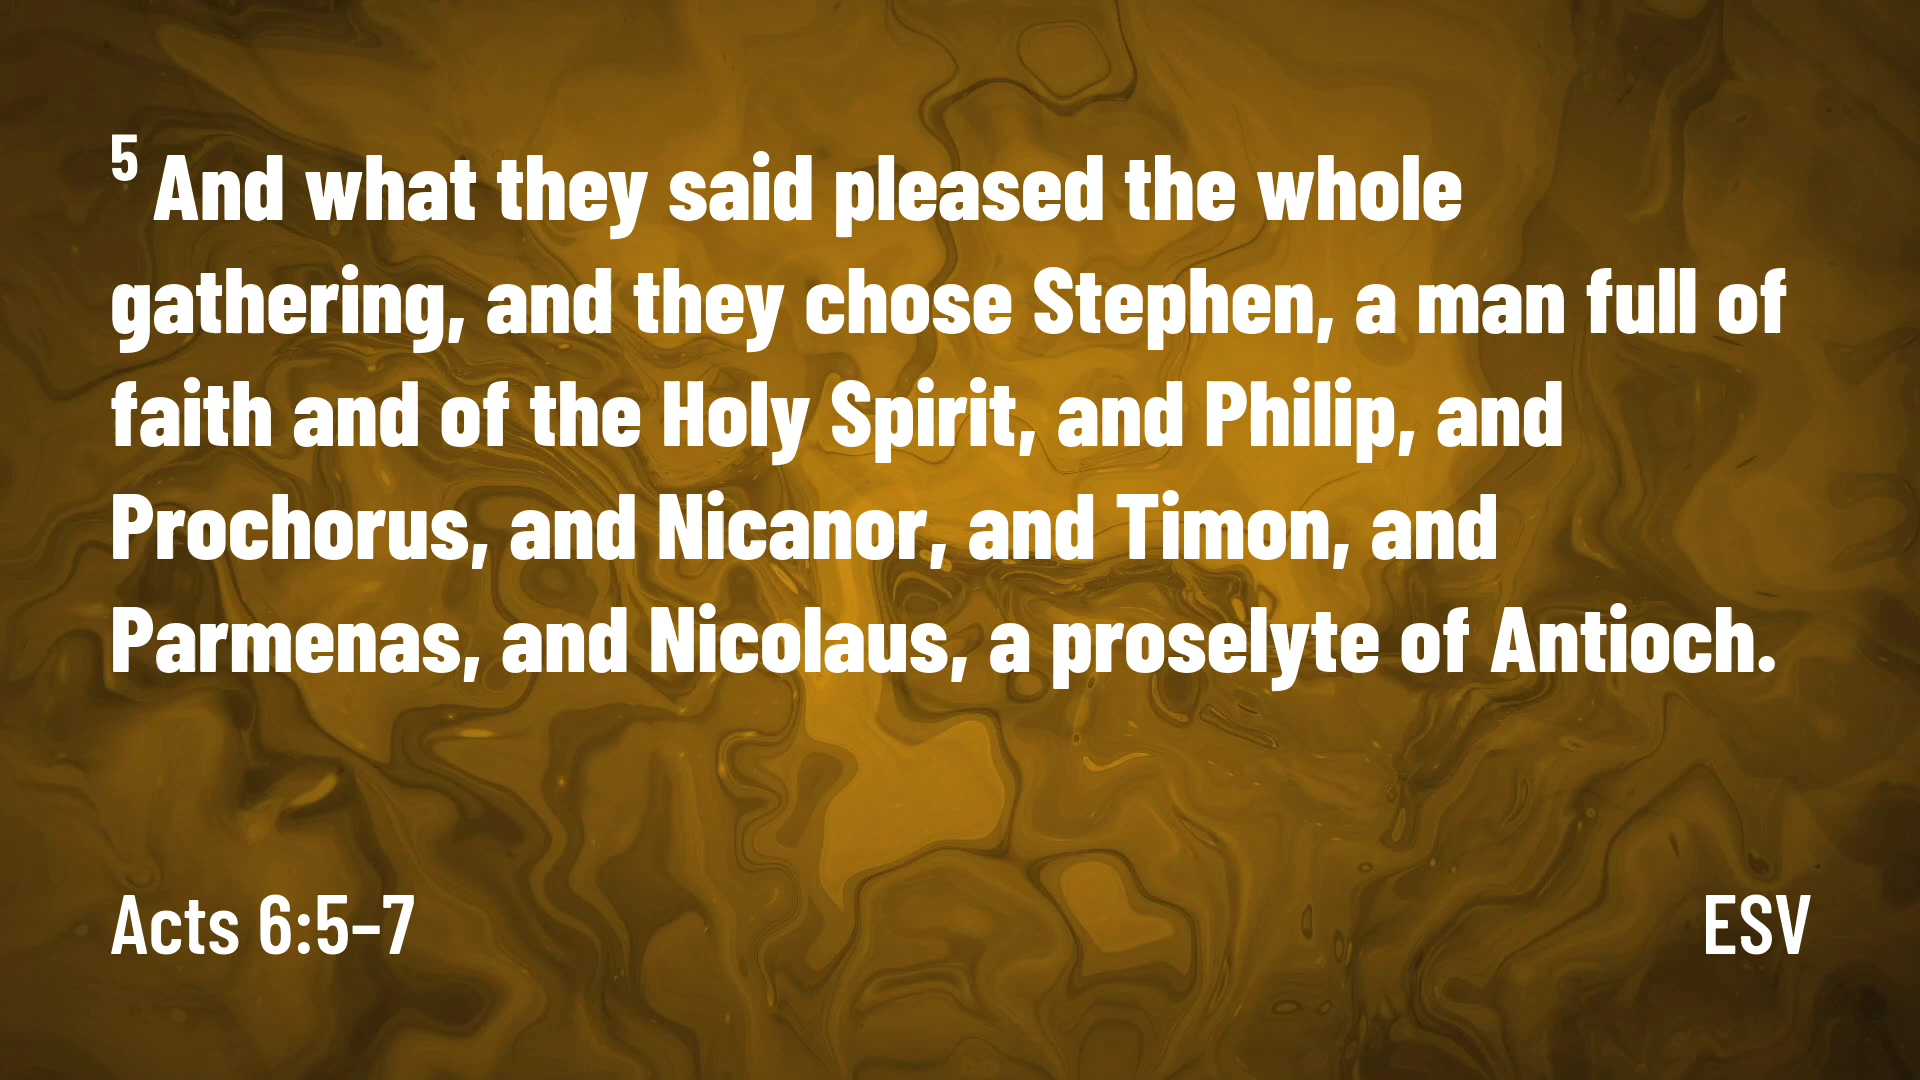 5 And what they said pleased the whole
gathering, and they chose Stephen, a man full of
faith and of the Holy Spirit, and Philip, and
Prochorus, and Nicanor, and Timon, and
Parmenas, and Nicolaus, a proselyte of Antioch.
Acts 6:5–7
ESV